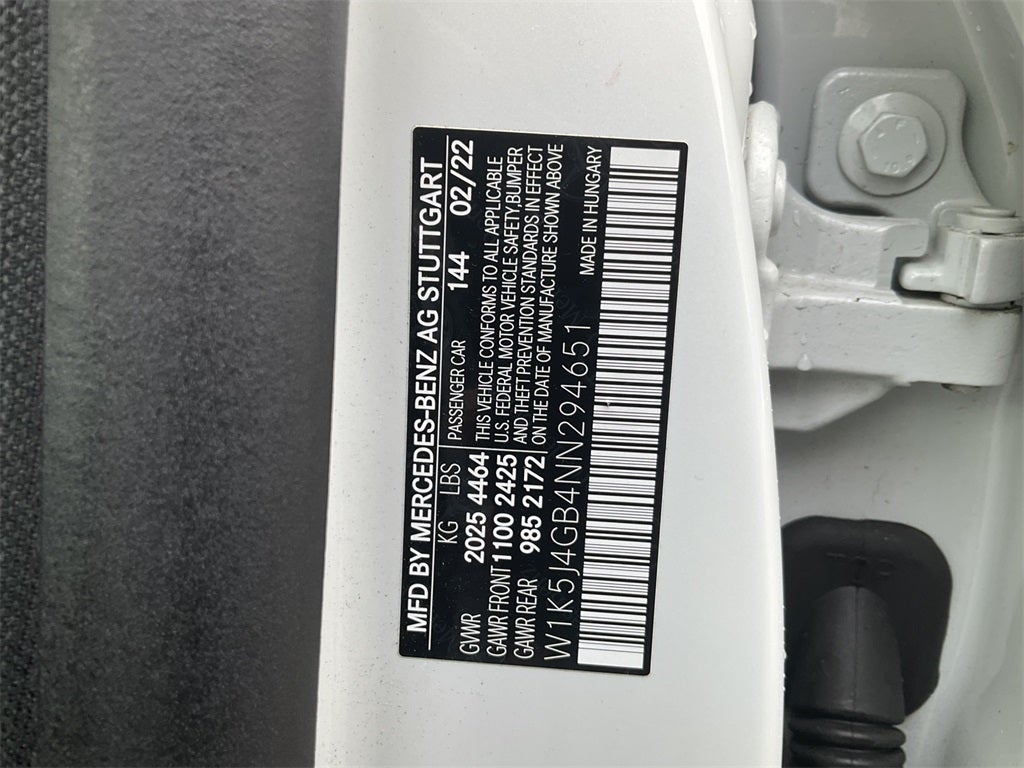 MFD BY MERCEDES-BENZ AG STUTTGART
KG LBS PASSENGER CAR 144 02/22
GVWR 2025 4464 THIS VEHICLE CONFORMS TO ALL APPLICABLE
GAWR FRONT 1100 2425 U.S. FEDERAL MOTOR VEHICLE SAFETY, BUMPER
GAWR REAR 985 2172 AND THEFT PREVENTION STANDARDS IN EFFECT
ON THE DATE OF MANUFACTURE SHOWN ABOVE
W1K5J4GB4NN294651
MADE IN HUNGARY